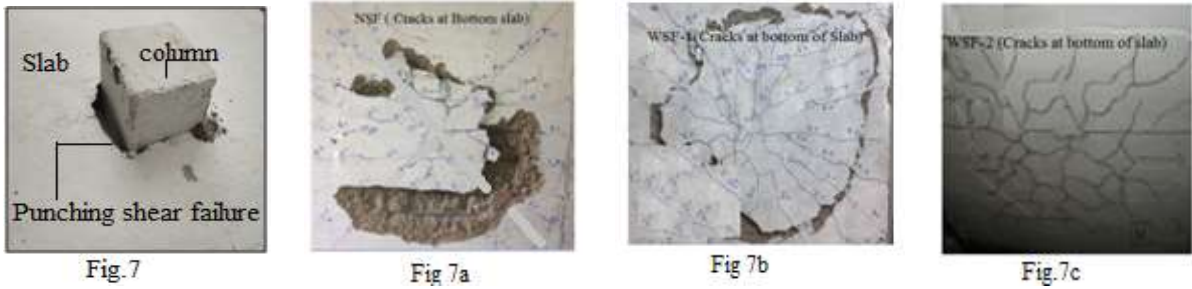 Slab
column
Punching shear failure
Fig.7
NSF ( Cracks at Bottom slab)
Fig 7a
WSF-1( Cracks at bottom of Slab)
Fig 7b
WSF-2 (Cracks at bottom of slab)
Fig.7c